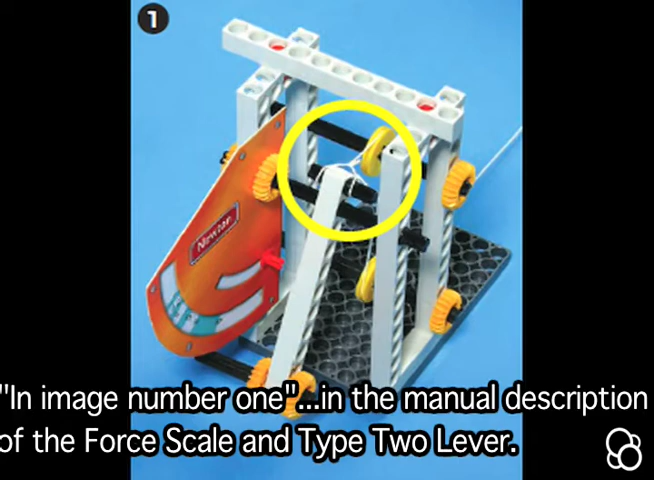 1
Newton
"In image number one"...in the manual description
of the Force Scale and Type Two Lever.